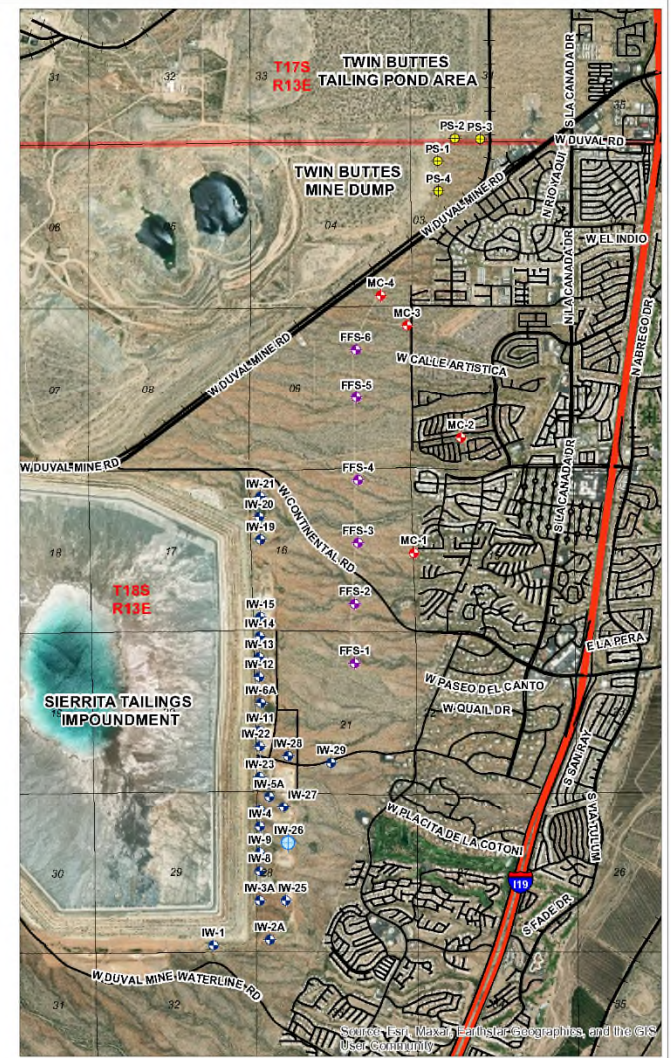 TWIN BUTTES
TAILING POND AREA
T17S
R13E
31
32
33
35
S LA CANADA DR
PS-2
PS-3
W DUVAL RD
PS-1
PS-4
TWIN BUTTES
MINE DUMP
N RIO YAQUI
W DUVAL MINE RD
04
03
W EL INDIO
N LA CANADA DR
N ABREGO DR
MC-4
MC-3
FFS-6
W CALLE ARTISTICA
W DUVAL MINE RD
07
08
09
FFS-5
MC-2
W DUVAL MINE RD
FFS-4
S LA CANADA DR
IW-21
IW-20
IW-19
W CONTINENTAL RD
18
17
16
FFS-3
MC-1
T18S
R13E
FFS-2
IW-15
IW-14
IW-13
IW-12
E LA PERA
FFS-1
W PASEO DEL CANTO
W QUAIL DR
SIERRITA TAILINGS
IMPOUNDMENT
IW-6A
IW-11
21
IW-22
IW-28
IW-29
S SAN RAY
IW-23
IW-5A
IW-27
IW-4
IW-26
W PLACITA DE LA COTONI
S VIA TULUM
IW-9
IW-8
30
29
28
26
I19
IW-3A
IW-25
S FADE DR
IW-1
IW-2A
W DUVAL MINE WATERLINE RD
31
32
33
35
Source: Esri, Maxar, Earthstar Geographics, and the GIS
User Community